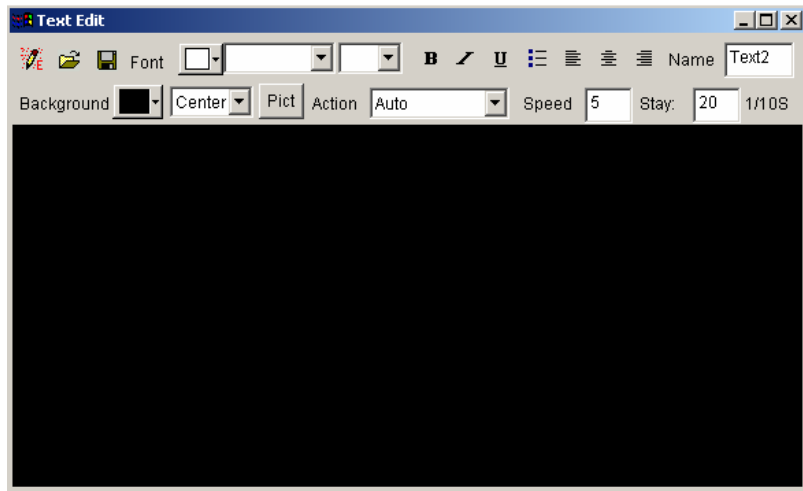 Text Edit
Font B I U Name Text2
Background Center Pict Action Auto Speed 5 Stay: 20 1/10S